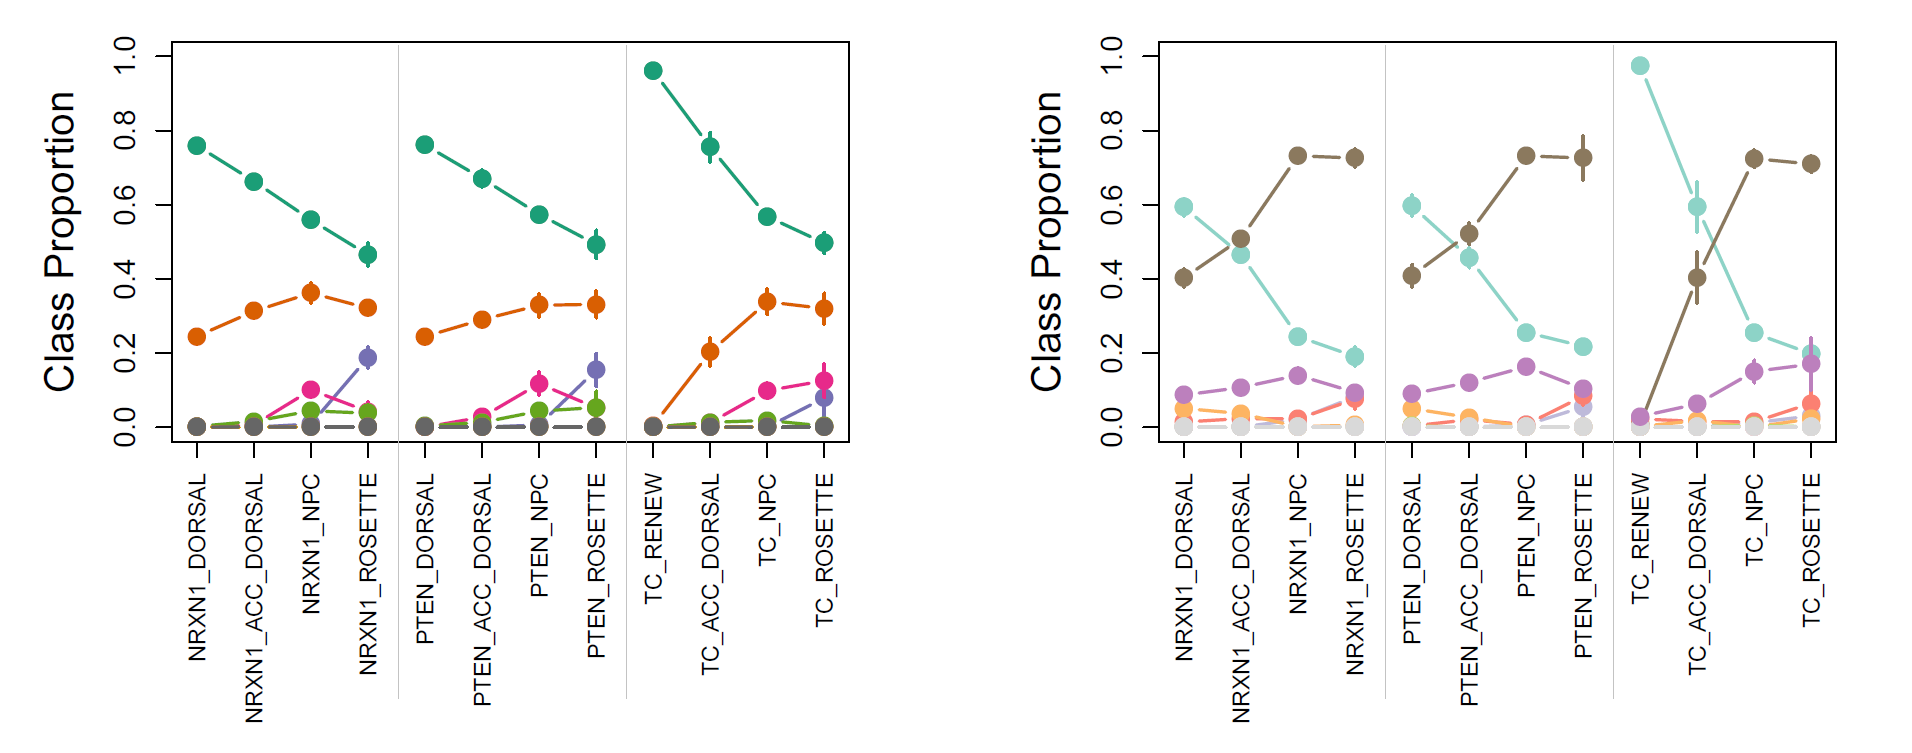 Class Proportion
0.0
0.2
0.4
0.6
0.8
1.0
NRXN1_DORSAL
NRXN1_ACC_DORSAL
NRXN1_NPC
NRXN1_ROSETTE
PTEN_DORSAL
PTEN_ACC_DORSAL
PTEN_NPC
PTEN_ROSETTE
TC_RENEW
TC_ACC_DORSAL
TC_NPC
TC_ROSETTE
Class Proportion
0.0
0.2
0.4
0.6
0.8
1.0
NRXN1_DORSAL
NRXN1_ACC_DORSAL
NRXN1_NPC
NRXN1_ROSETTE
PTEN_DORSAL
PTEN_ACC_DORSAL
PTEN_NPC
PTEN_ROSETTE
TC_RENEW
TC_ACC_DORSAL
TC_NPC
TC_ROSETTE